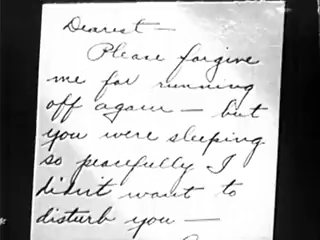 Dearest —
Please forgive
me for running
off again — but
you were sleeping
so peacefully I
didn't want to
disturb you —